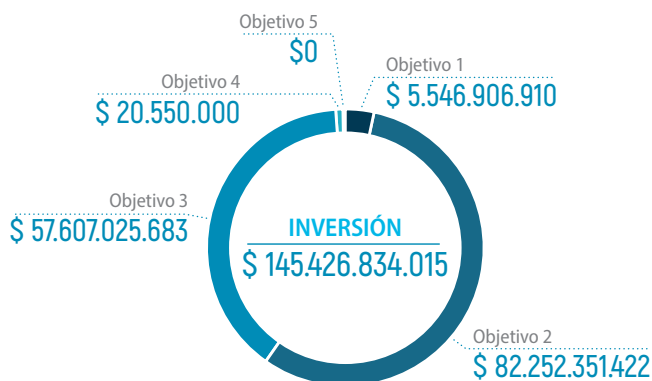 Objetivo 5
$0
Objetivo 1
$ 5.546.906.910
Objetivo 4
$ 20.550.000
Objetivo 3
$ 57.607.025.683
INVERSIÓN
$ 145.426.834.015
Objetivo 2
$ 82.252.351.422